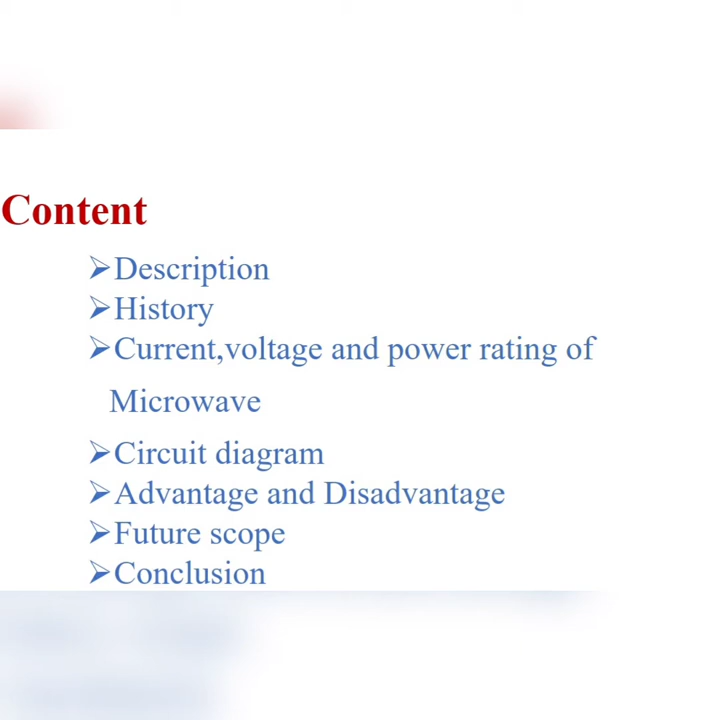 Content
➢Description
➢History
➢Current,voltage and power rating of
Microwave
➢Circuit diagram
➢Advantage and Disadvantage
➢Future scope
➢Conclusion